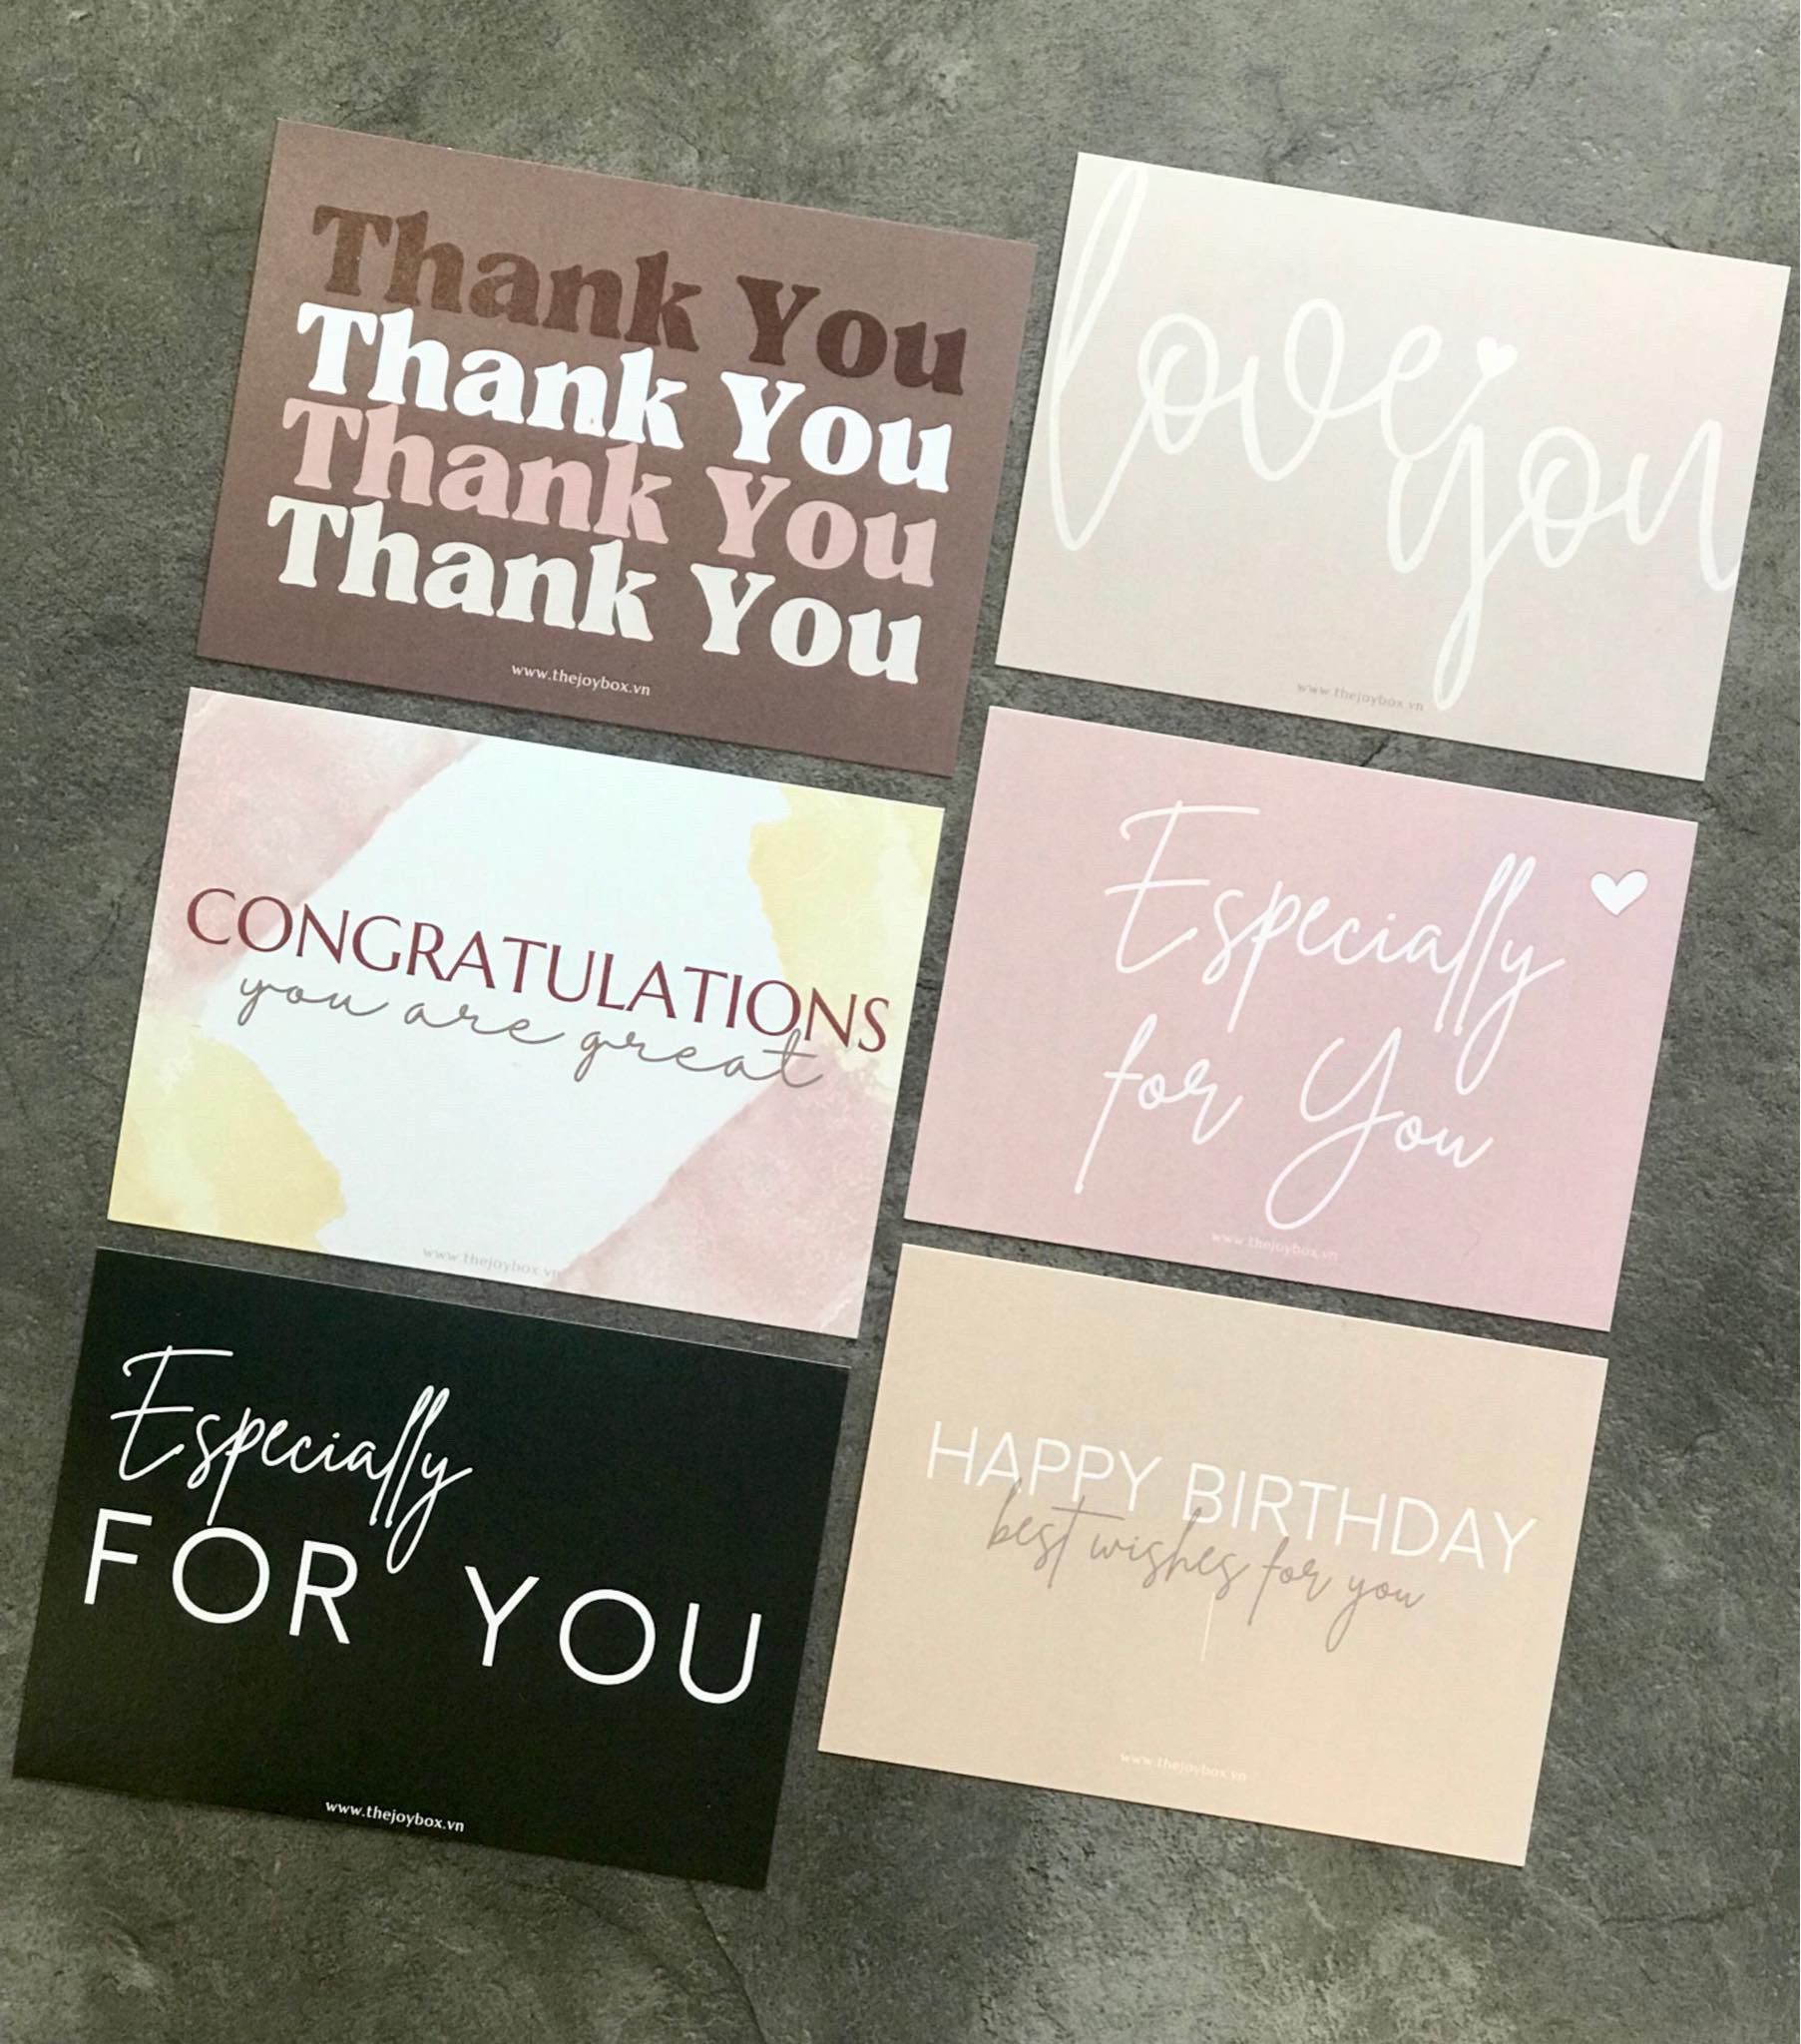 Thank You
Thank You
Thank You
Thank You
www.thejoybox.vn
love you
www.thejoybox.vn
CONGRATULATIONS
you are great
www.thejoybox.vn
Especially
for You
www.thejoybox.vn
Especially
FOR YOU
www.thejoybox.vn
HAPPY BIRTHDAY
best wishes for you
www.thejoybox.vn